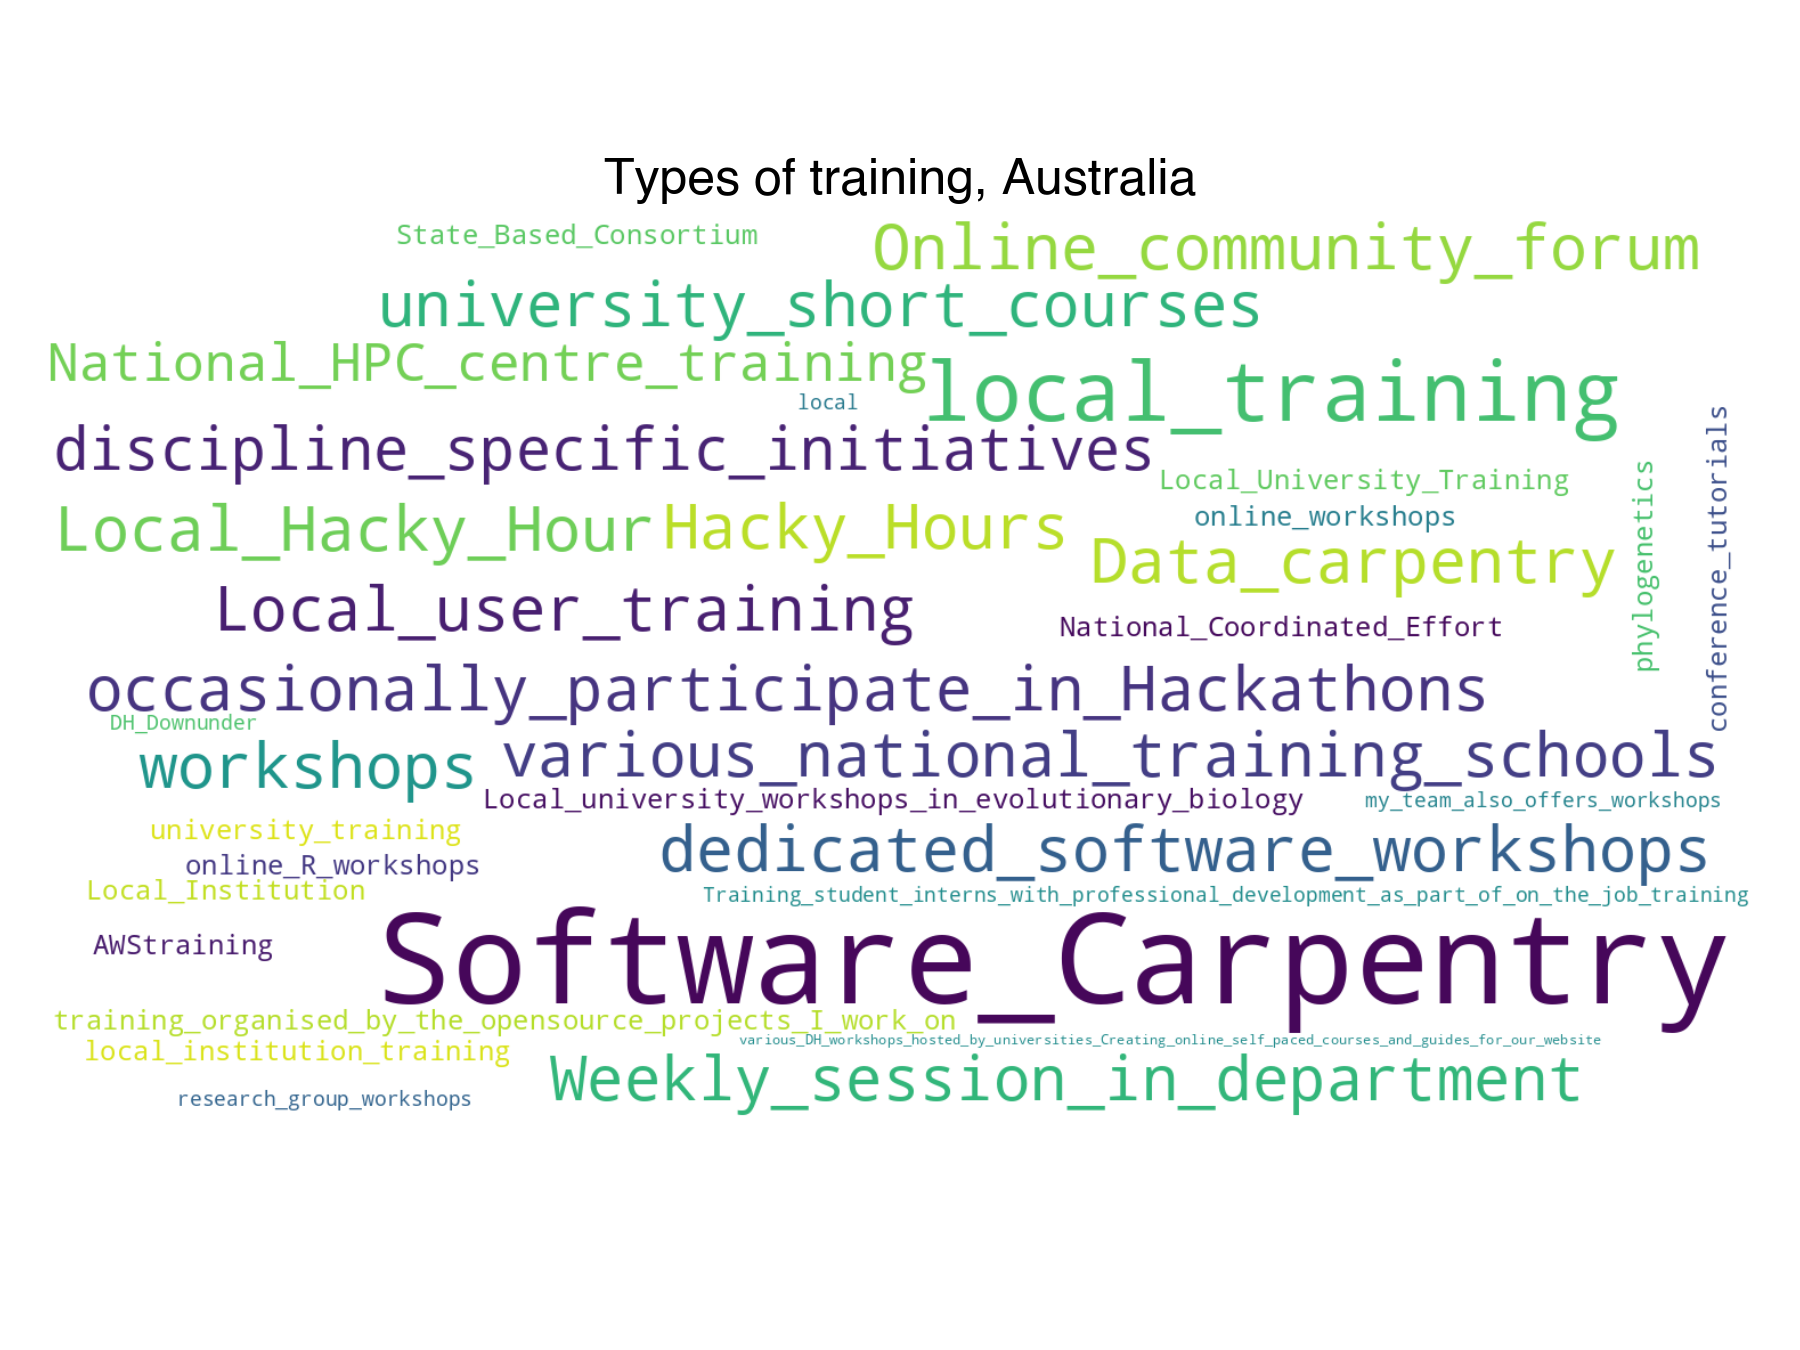 Types of training, Australia
State_Based_Consortium
Online_community_forum
university_short_courses
National_HPC_centre_training
local_training
local
discipline_specific_initiatives
Local_University_Training
phylogenetics
conference_tutorials
Local_Hacky_Hour
Hacky_Hours
online_workshops
Data_carpentry
Local_user_training
National_Coordinated_Effort
occasionally_participate_in_Hackathons
DH_Downunder
workshops
various_national_training_schools
Local_university_workshops_in_evolutionary_biology
my_team_also_offers_workshops
university_training
dedicated_software_workshops
online_R_workshops
Local_Institution
Training_student_interns_with_professional_development_as_part_of_on_the_job_training
AWStraining
Software_Carpentry
training_organised_by_the_opensource_projects_I_work_on
various_DH_workshops_hosted_by_universities_Creating_online_self_paced_courses_and_guides_for_our_website
local_institution_training
Weekly_session_in_department
research_group_workshops